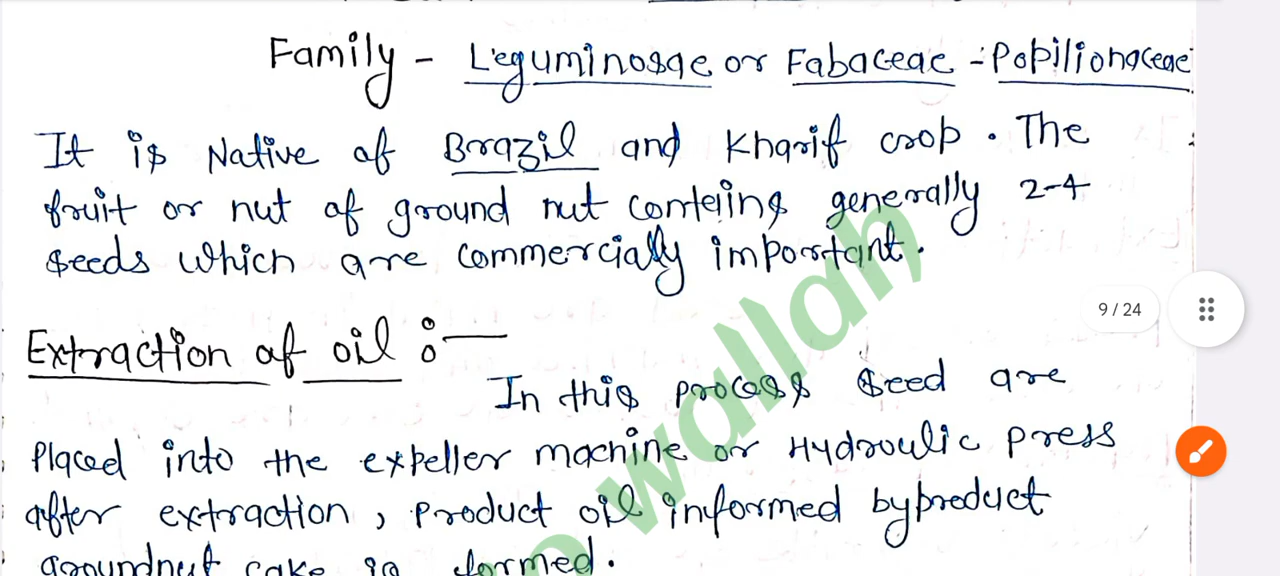 Family - Leguminosae or Fabaceae - Popilionaceae
It is Native of Brazil and Kharif crop. The
fruit or nut of ground nut conteins generally 2-4
seeds which are commercially important.
9 / 24
Extraction of oil :-
In this process seed are
placed into the expeller machine or Hydroulic press
after extraction, product oil informed byproduct
groundnut cake is formed.
wallah